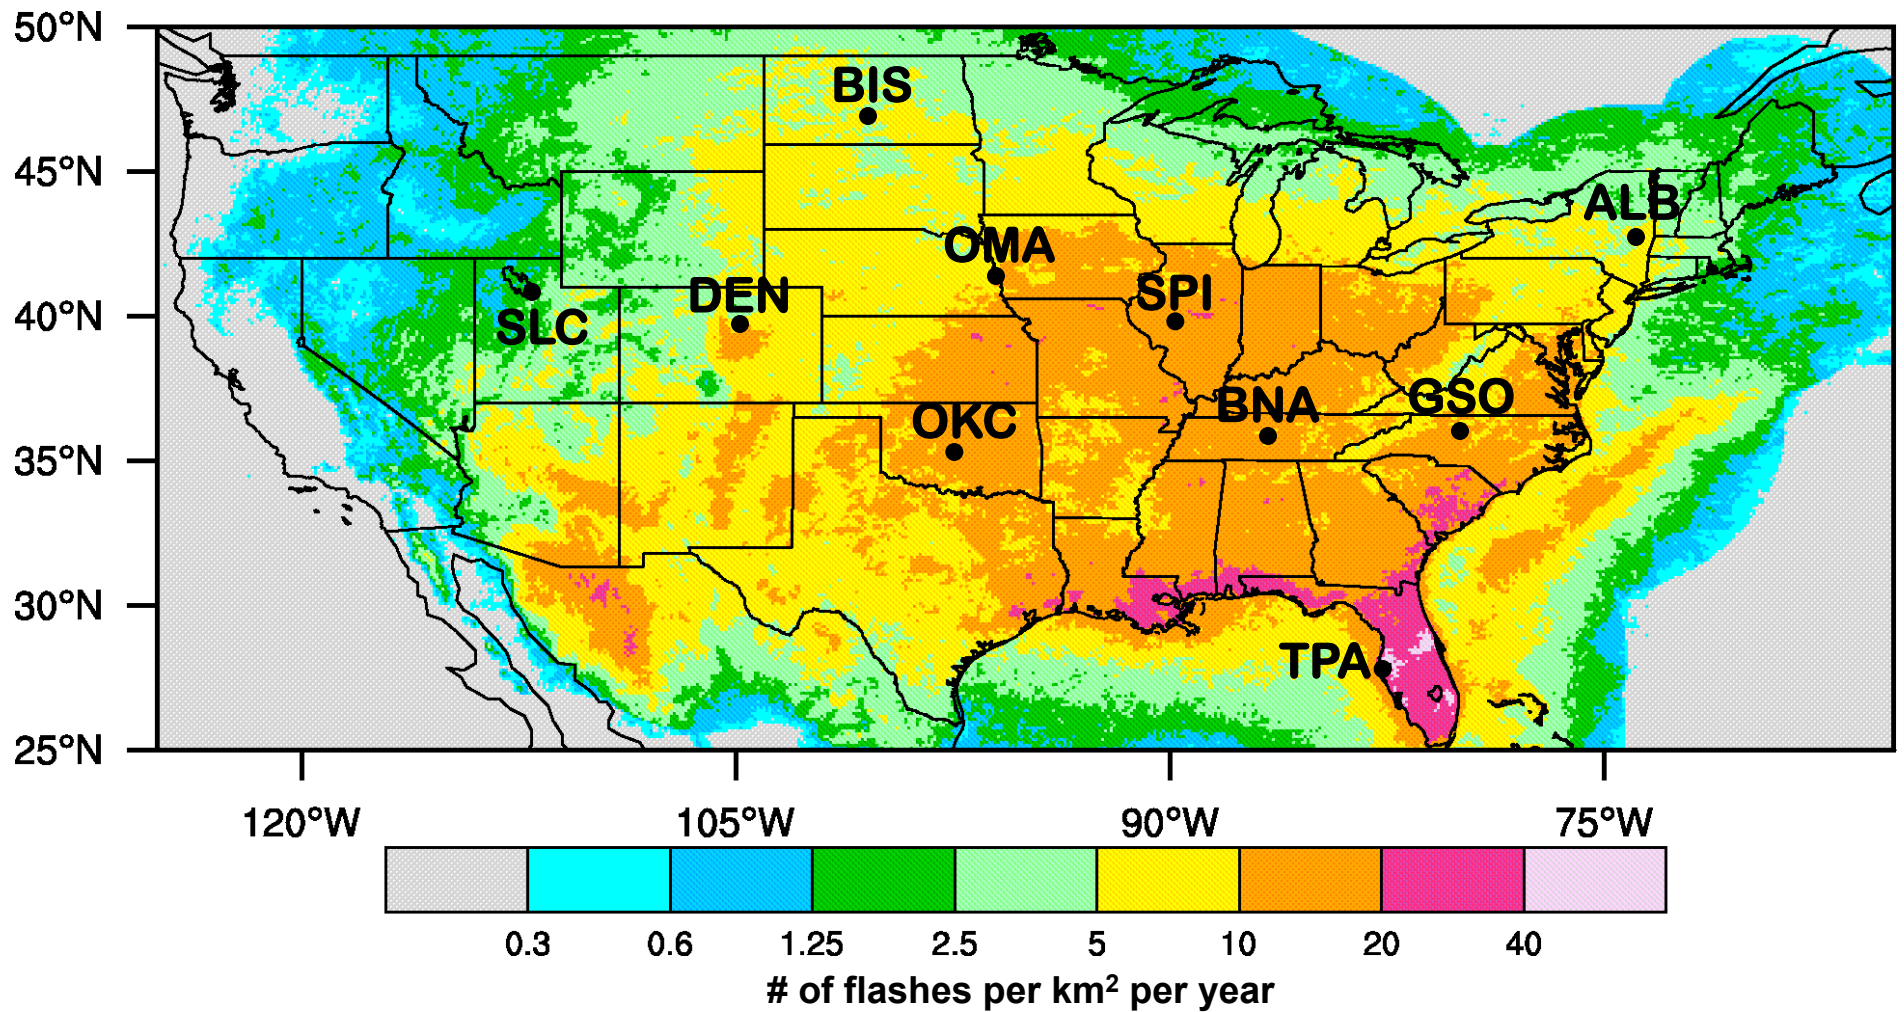 50°N
BIS
45°N
ALB
OMA
40°N
DEN
SPI
SLC
BNA
GSO
OKC
35°N
30°N
TPA
25°N
120°W 105°W 90°W 75°W
0.3 0.6 1.25 2.5 5 10 20 40
# of flashes per km² per year